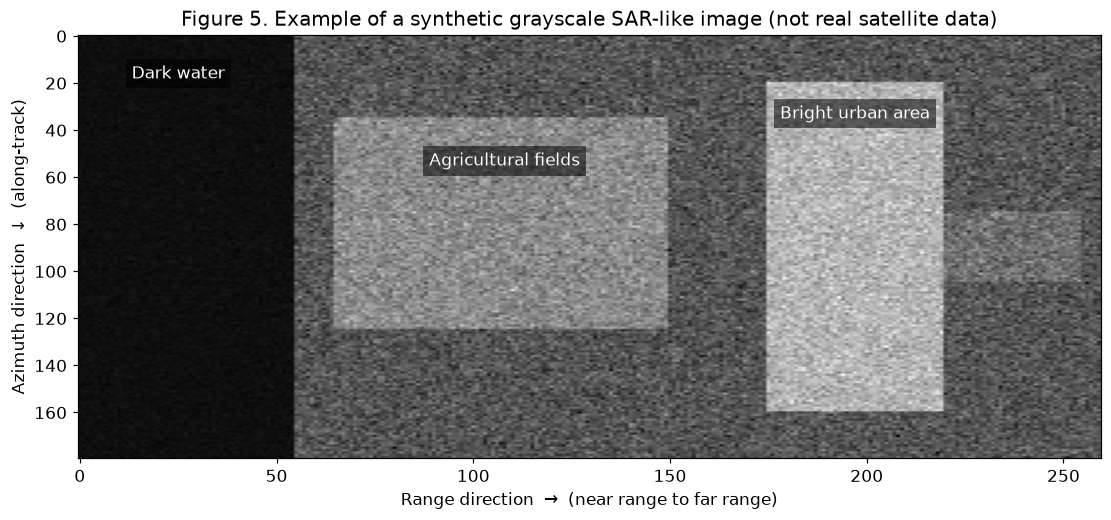 Figure 5. Example of a synthetic grayscale SAR-like image (not real satellite data)
0
20
40
60
80
100
120
140
160
Azimuth direction ↓ (along-track)
Dark water
Agricultural fields
Bright urban area
0
50
100
150
200
250
Range direction → (near range to far range)